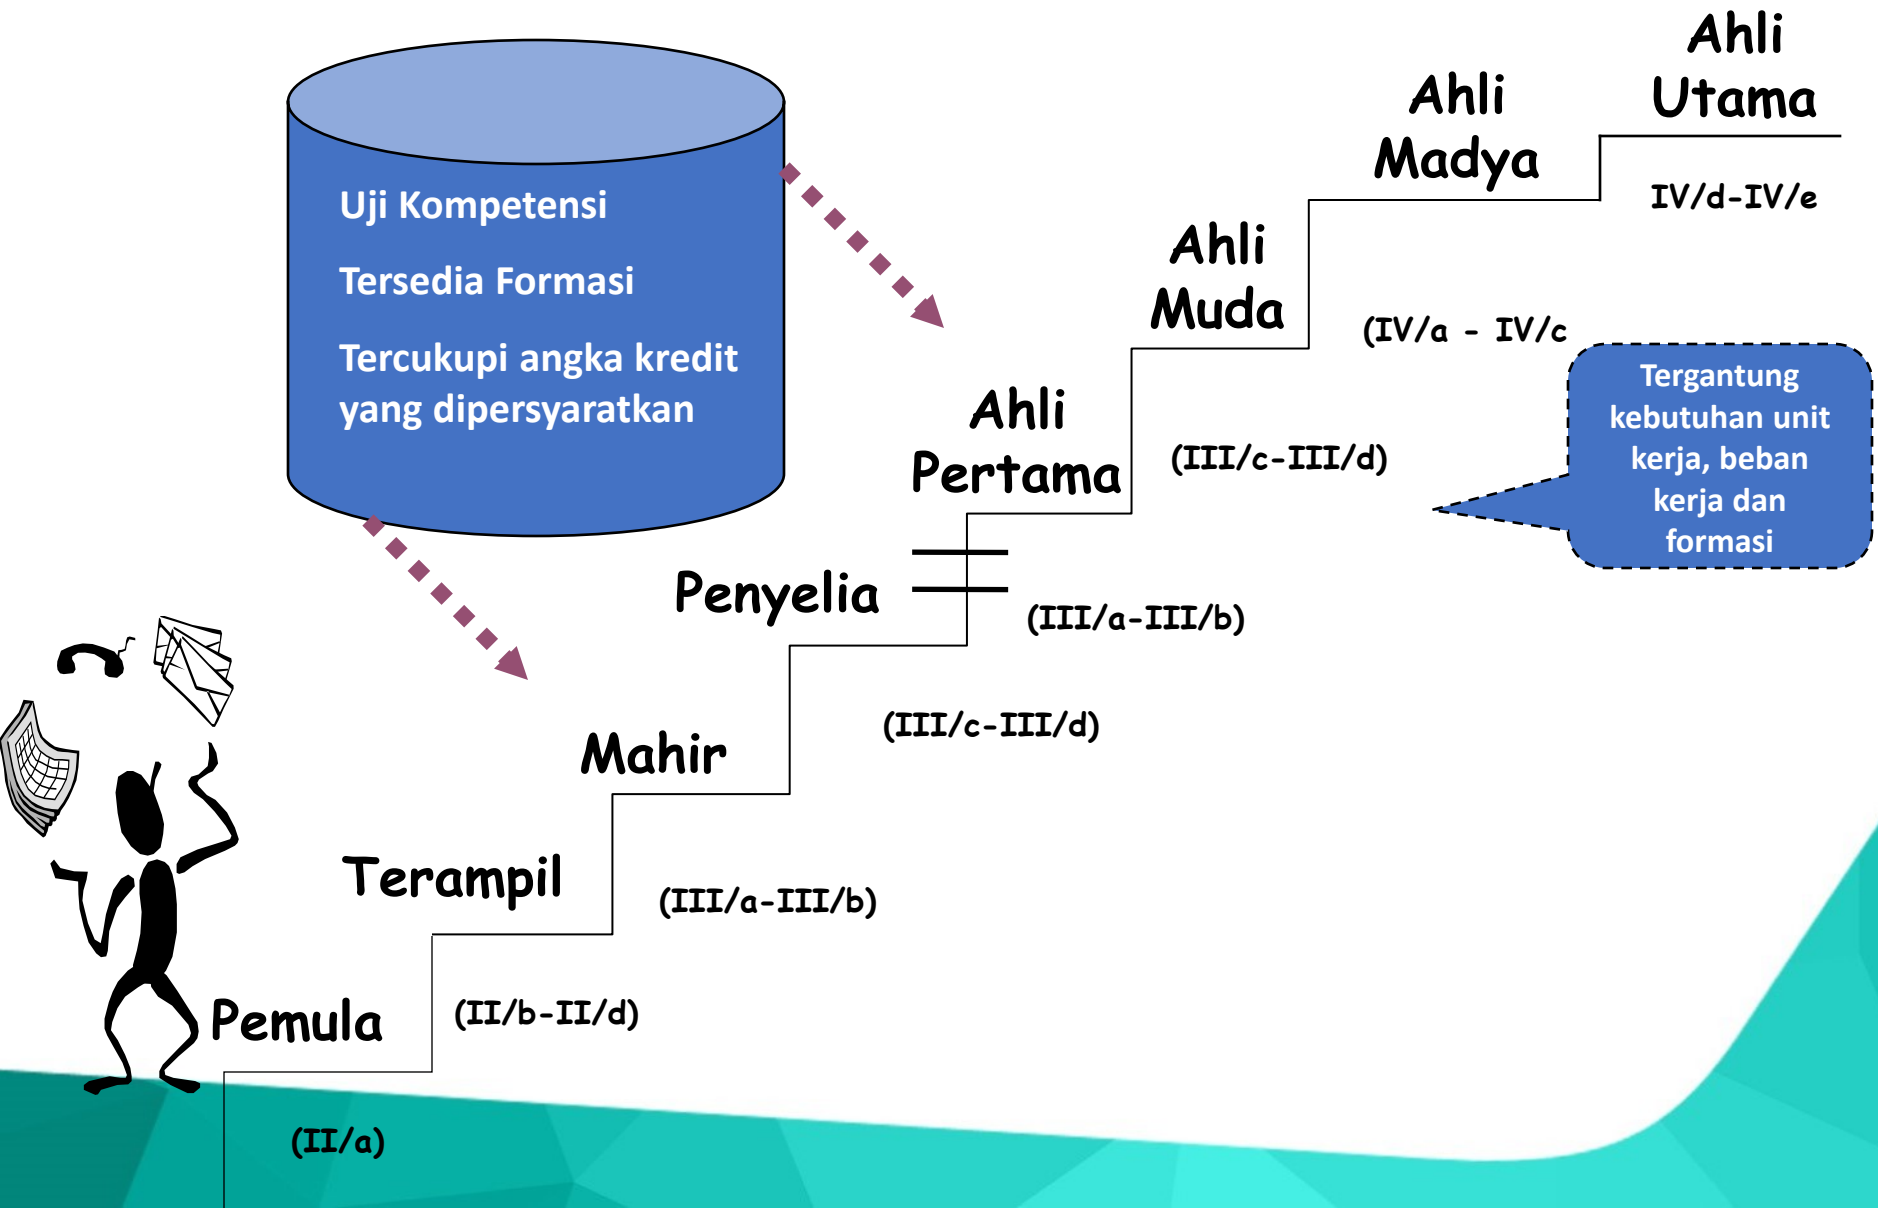 Ahli
Utama
IV/d-IV/e
Ahli
Madya
(IV/a - IV/c
Ahli
Muda
(III/c-III/d)
Ahli
Pertama
(III/a-III/b)
Penyelia
(III/c-III/d)
Mahir
(III/a-III/b)
Terampil
(II/b-II/d)
Pemula
(II/a)
Uji Kompetensi
Tersedia Formasi
Tercukupi angka kredit
yang dipersyaratkan
Tergantung
kebutuhan unit
kerja, beban
kerja dan
formasi